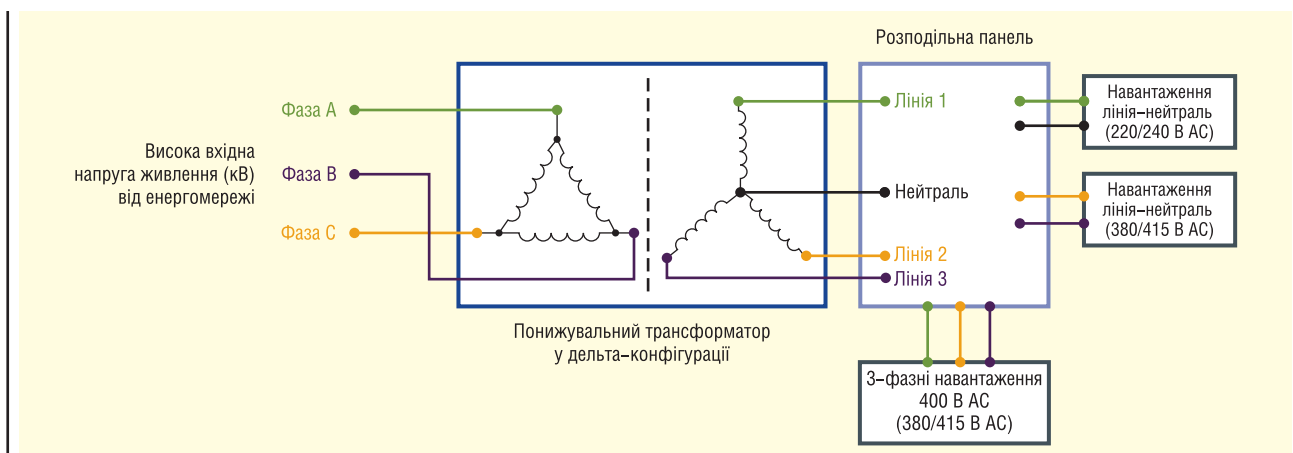 Розподільна панель
Фаза А
Висока вхідна
напруга живлення (кВ)
від енергомережі
Фаза В
Фаза С
Лінія 1
Нейтраль
Лінія 2
Лінія 3
Навантаження
лінія–нейтраль
(220/240 В АС)
Навантаження
лінія–нейтраль
(380/415 В АС)
Понижувальний трансформатор
у дельта–конфігурації
3–фазні навантаження
400 В АС
(380/415 В АС)